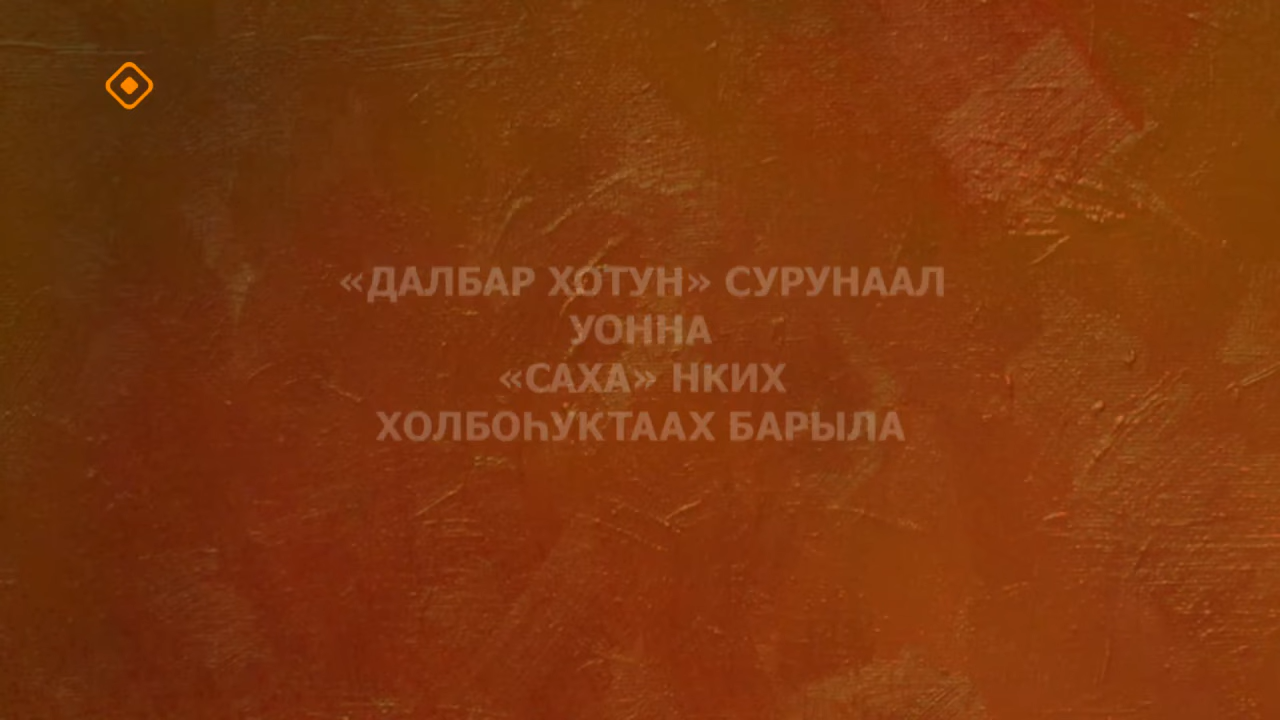 «ДАЛБАР ХОТУН» СУРУНААЛ
УОННА
«САХА» НКИХ
ХОЛБОҺУКТААХ БАРЫЛА